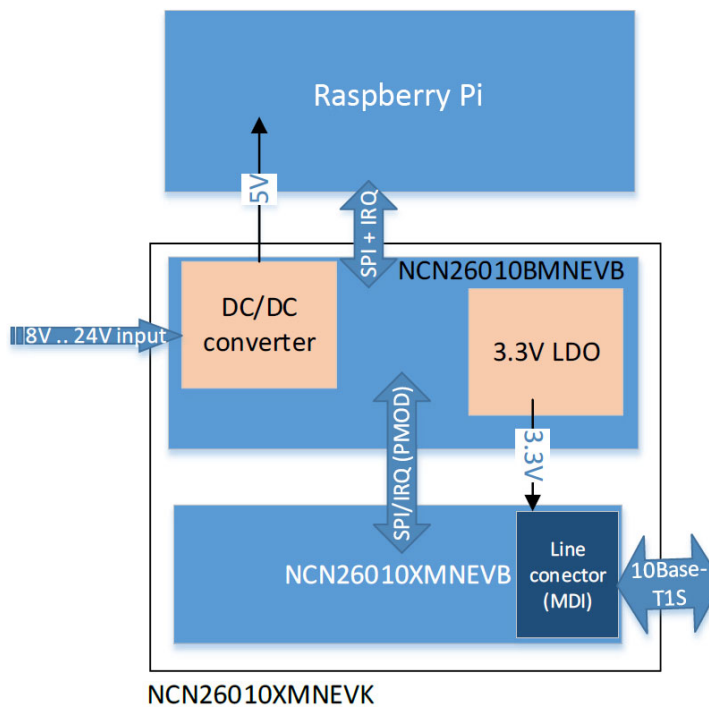 Raspberry Pi
5V
SPI + IRQ
NCN26010BMNEVB
DC/DC
converter
8V .. 24V input
3.3V LDO
3.3V
SPI/IRQ (PMOD)
NCN26010XMNEVB
Line
conector
(MDI)
10Base-
T1S
NCN26010XMNEVK